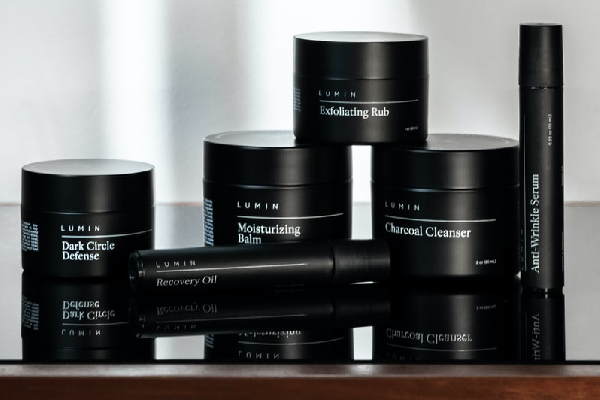 LUMIN
Exfoliating Rub
LUMIN
Dark Circle
Defense
LUMIN
Moisturizing
Balm
LUMIN
Charcoal Cleanser
LUMIN
Recovery Oil
Anti-Wrinkle Serum